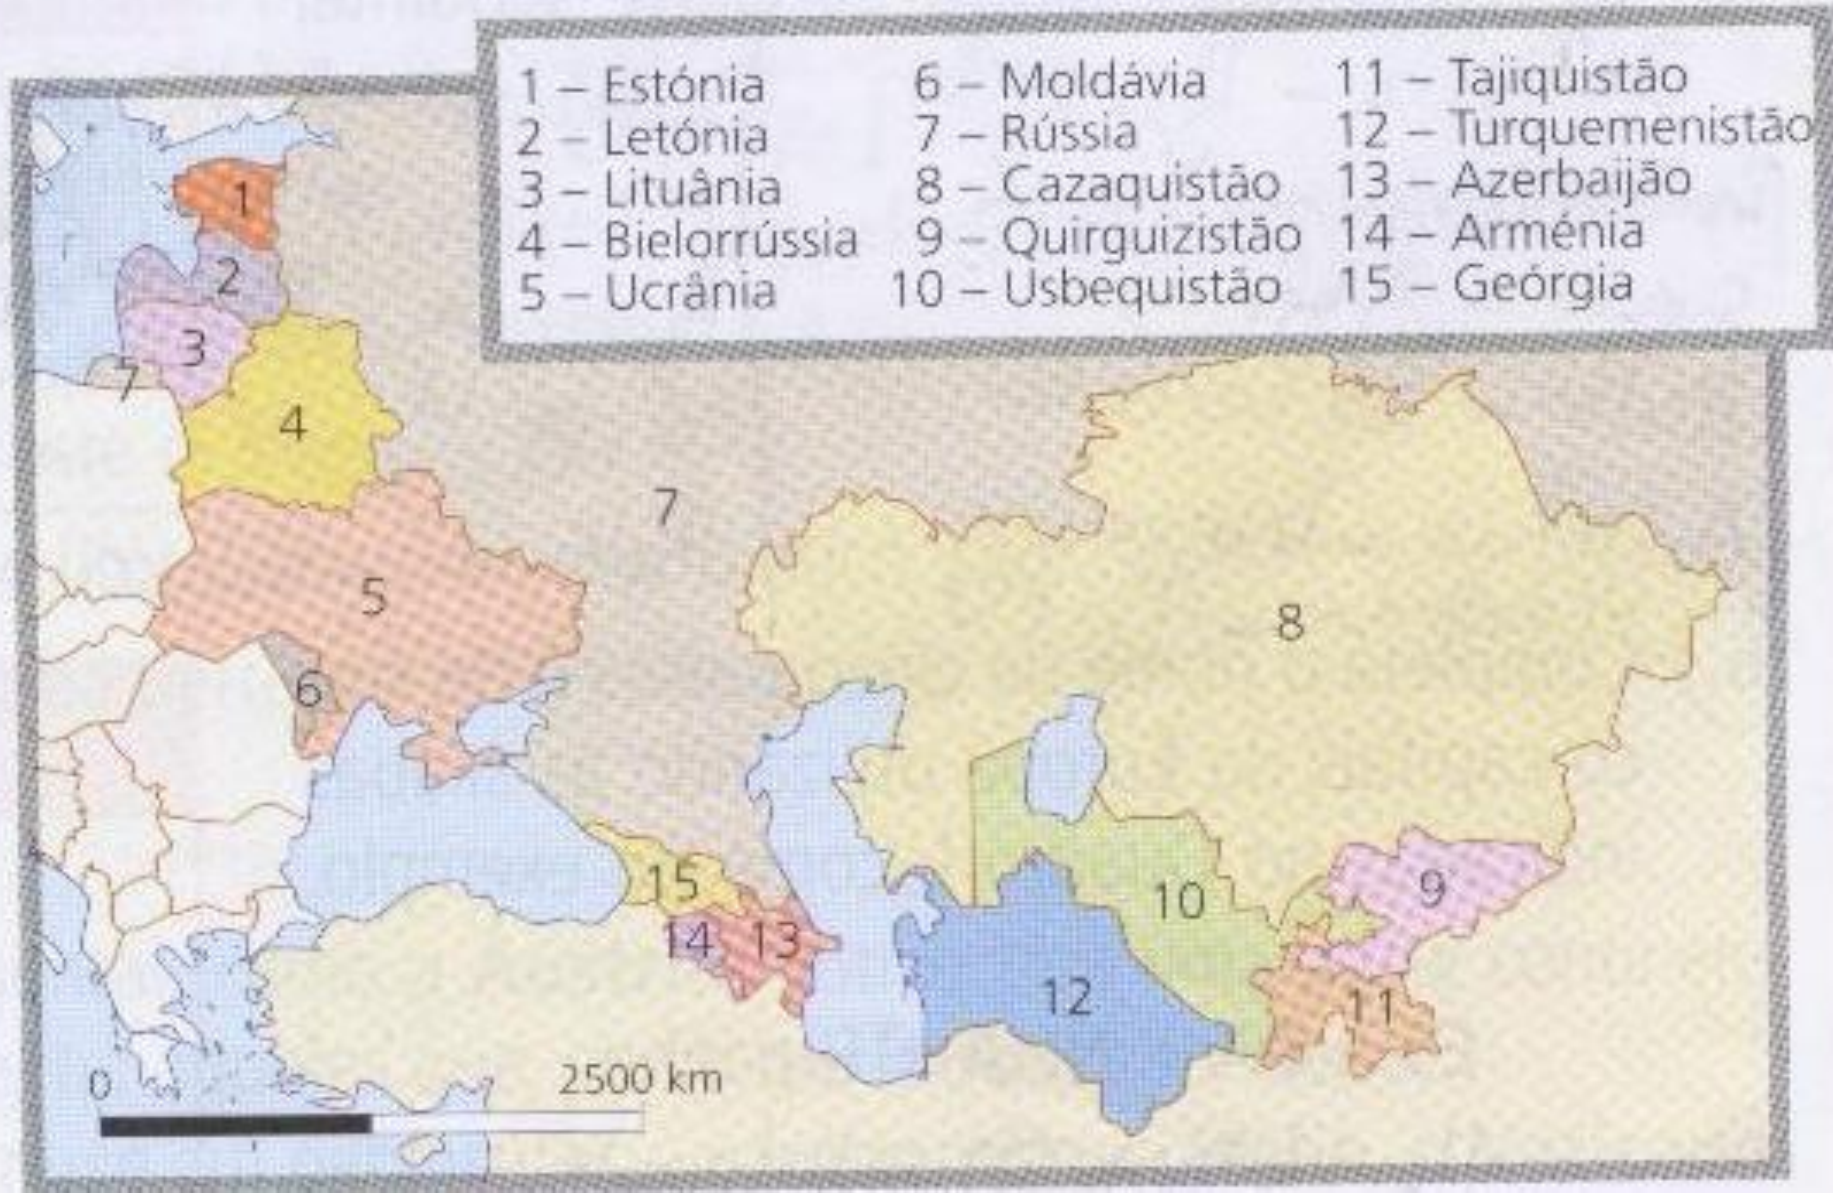 1 – Estónia
2 – Letónia
3 – Lituânia
4 – Bielorrússia
5 – Ucrânia
6 – Moldávia
7 – Rússia
8 – Cazaquistão
9 – Quirguizistão
10 – Usbequistão
11 – Tajiquistão
12 – Turquemenistão
13 – Azerbaijão
14 – Arménia
15 – Geórgia
1
2
3
7
4
7
5
8
6
15
10
9
14 13
12
11
0 2500 km